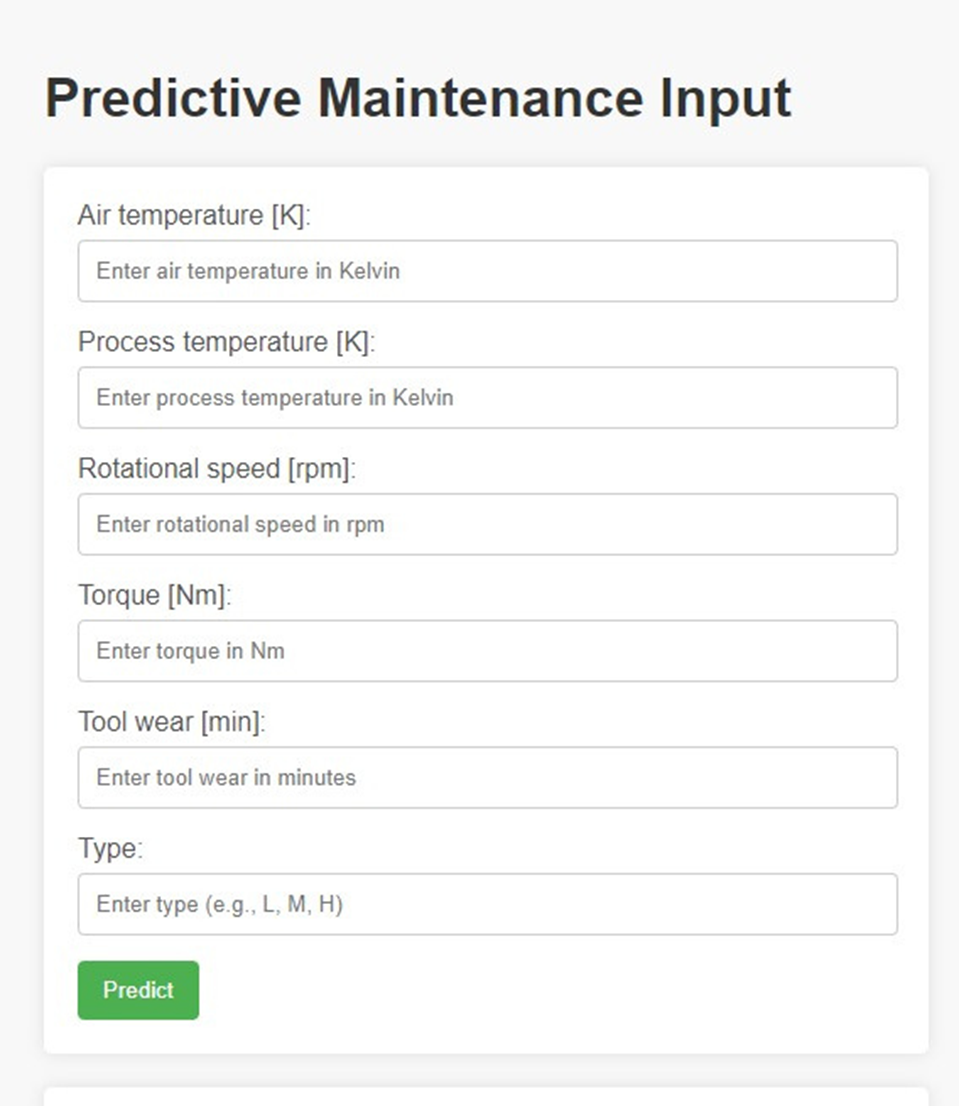 Predictive Maintenance Input
Air temperature [K]:
Enter air temperature in Kelvin
Process temperature [K]:
Enter process temperature in Kelvin
Rotational speed [rpm]:
Enter rotational speed in rpm
Torque [Nm]:
Enter torque in Nm
Tool wear [min]:
Enter tool wear in minutes
Type:
Enter type (e.g., L, M, H)
Predict